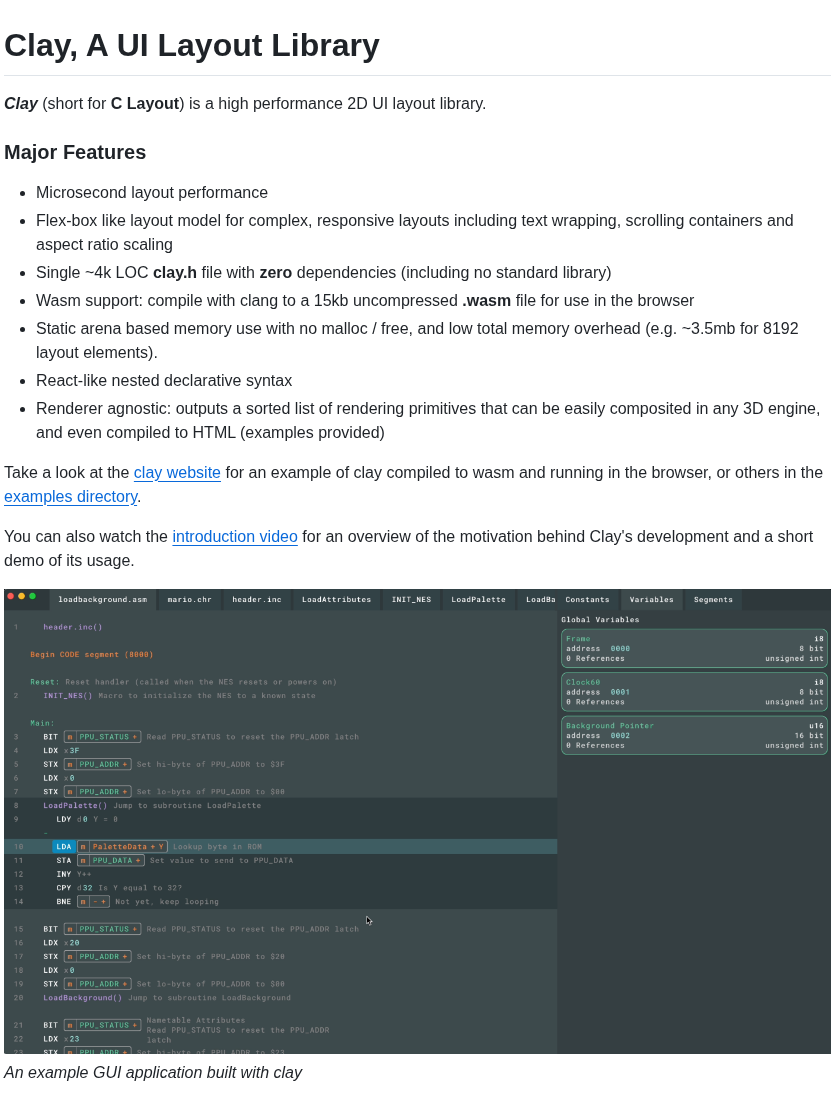 Clay, A UI Layout Library
Clay (short for C Layout) is a high performance 2D UI layout library.
Major Features
Microsecond layout performance
Flex-box like layout model for complex, responsive layouts including text wrapping, scrolling containers and
aspect ratio scaling
Single ~4k LOC clay.h file with zero dependencies (including no standard library)
Wasm support: compile with clang to a 15kb uncompressed .wasm file for use in the browser
Static arena based memory use with no malloc / free, and low total memory overhead (e.g. ~3.5mb for 8192
layout elements).
React-like nested declarative syntax
Renderer agnostic: outputs a sorted list of rendering primitives that can be easily composited in any 3D engine,
and even compiled to HTML (examples provided)
Take a look at the clay website for an example of clay compiled to wasm and running in the browser, or others in the
examples directory.
You can also watch the introduction video for an overview of the motivation behind Clay's development and a short
demo of its usage.
loadbackground.asm mario.chr header.inc LoadAttributes INIT_NES LoadPalette LoadBa Constants Variables Segments
Global Variables
1 header.inc()
Frame i8
address 0000 8 bit
0 References unsigned int
Begin CODE segment (8000)
Reset: Reset handler (called when the NES resets or powers on)
2 INIT_NES() Macro to initialize the NES to a known state
Clock60 i8
address 0001 8 bit
0 References unsigned int
Main:
Background Pointer u16
address 0002 16 bit
0 References unsigned int
3 BIT m PPU_STATUS + Read PPU_STATUS to reset the PPU_ADDR latch
4 LDX x3F
5 STX m PPU_ADDR + Set hi-byte of PPU_ADDR to $3F
6 LDX x0
7 STX m PPU_ADDR + Set lo-byte of PPU_ADDR to $00
8 LoadPalette() Jump to subroutine LoadPalette
9 LDY d0 Y = 0
-
10 LDA m PaletteData + Y Lookup byte in ROM
11 STA m PPU_DATA + Set value to send to PPU_DATA
12 INY Y++
13 CPY d32 Is Y equal to 32?
14 BNE m - + Not yet, keep looping
15 BIT m PPU_STATUS + Read PPU_STATUS to reset the PPU_ADDR latch
16 LDX x20
17 STX m PPU_ADDR + Set hi-byte of PPU_ADDR to $20
18 LDX x0
19 STX m PPU_ADDR + Set lo-byte of PPU_ADDR to $00
20 LoadBackground() Jump to subroutine LoadBackground
Nametable Attributes
21 BIT m PPU_STATUS + Read PPU_STATUS to reset the PPU_ADDR
latch
22 LDX x23
23 STX m PPU_ADDR + Set hi-byte of PPU_ADDR to $23
An example GUI application built with clay